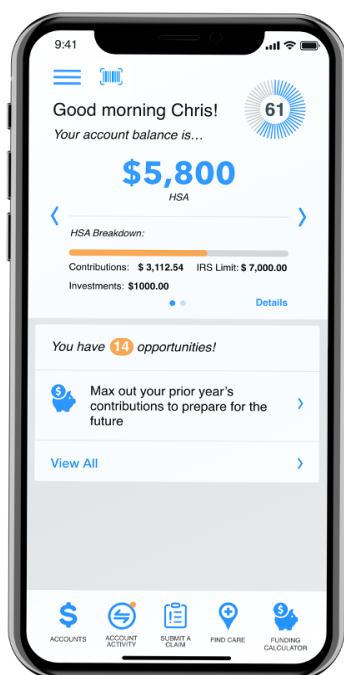 9:41
Good morning Chris!
61
Your account balance is...
$5,800
HSA
HSA Breakdown:
Contributions: $ 3,112.54 IRS Limit: $ 7,000.00
Investments: $1000.00
Details
You have 14 opportunities!
Max out your prior year's
contributions to prepare for the
future
View All
ACCOUNTS
ACCOUNT
ACTIVITY
SUBMIT A
CLAIM
FIND CARE
FUNDING
CALCULATOR